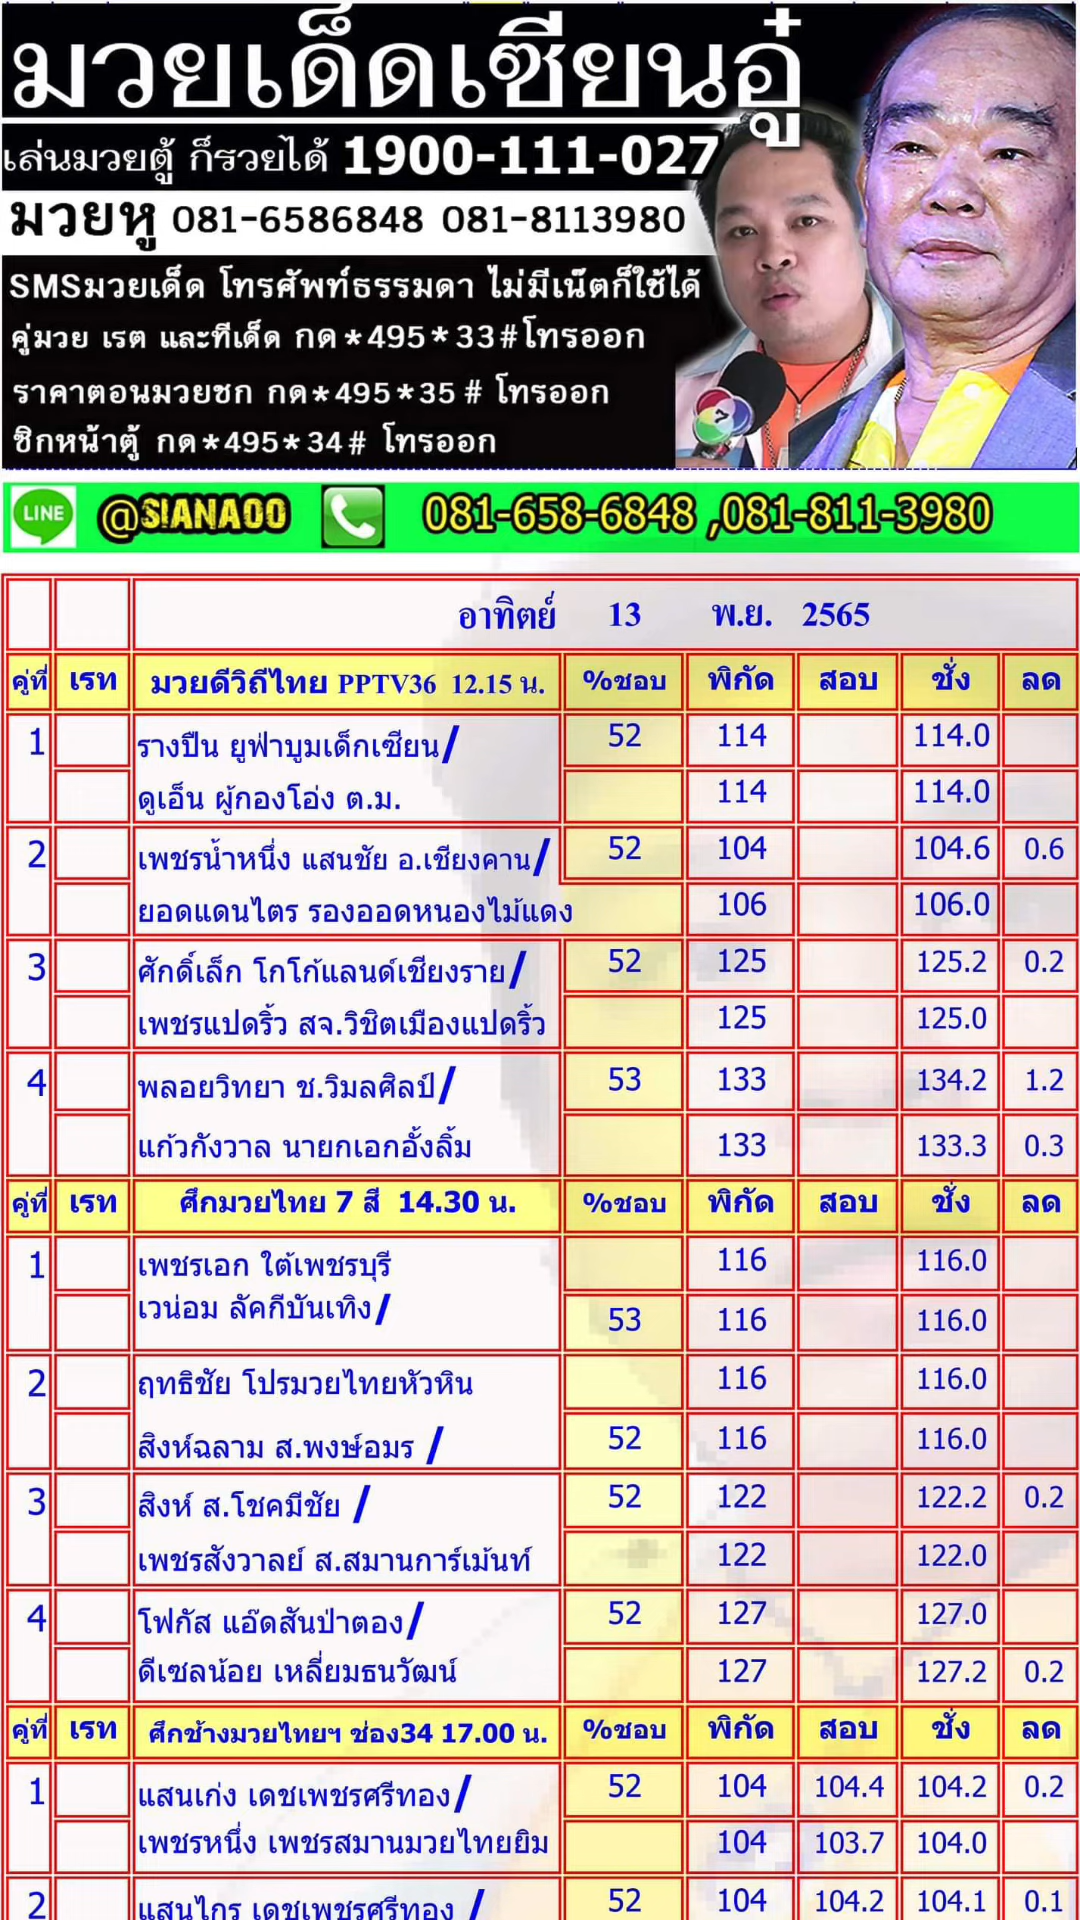 มวยเด็ดเซียนอู๋
เล่นมวยตู้ ก็รวยได้ 1900-111-027
มวยหู 081-6586848 081-8113980
SMSมวยเด็ด โทรศัพท์ธรรมดา ไม่มีเน๊ตก็ใช้ได้
คู่มวย เรต และทีเด็ด กด*495*33#โทรออก
ราคาตอนมวยชก กด*495*35# โทรออก
ซิกหน้าตู้ กด*495*34# โทรออก
7
LINE @SIANAOO 081-658-6848 ,081-811-3980
อาทิตย์ 13 พ.ย. 2565
คู่ที่ เรท มวยดีวิถีไทย PPTV36 12.15 น. %ชอบ พิกัด สอบ ชั่ง ลด
1 รางปืน ยูฟ่าบูมเด็กเซียน/ 52 114 114.0
ดูเอ็น ผู้กองโอ่ง ต.ม. 114 114.0
2 เพชรน้ำหนึ่ง แสนชัย อ.เชียงคาน/ 52 104 104.6 0.6
ยอดแดนไตร รองออดหนองไม้แดง 106 106.0
3 ศักดิ์เล็ก โกโก้แลนด์เชียงราย/ 52 125 125.2 0.2
เพชรแปดริ้ว สจ.วิชิตเมืองแปดริ้ว 125 125.0
4 พลอยวิทยา ช.วิมลศิลป์/ 53 133 134.2 1.2
แก้วกังวาล นายกเอกอั้งลิ้ม 133 133.3 0.3
คู่ที่ เรท ศึกมวยไทย 7 สี 14.30 น. %ชอบ พิกัด สอบ ชั่ง ลด
1 เพชรเอก ใต้เพชรบุรี 116 116.0
เวน่อม ลัคกีบันเทิง/ 53 116 116.0
2 ฤทธิชัย โปรมวยไทยหัวหิน 116 116.0
สิงห์ฉลาม ส.พงษ์อมร / 52 116 116.0
3 สิงห์ ส.โชคมีชัย / 52 122 122.2 0.2
เพชรสังวาลย์ ส.สมานการ์เม้นท์ 122 122.0
4 โฟกัส แอ๊ดสันป่าตอง/ 52 127 127.0
ดีเซลน้อย เหลี่ยมธนวัฒน์ 127 127.2 0.2
คู่ที่ เรท ศึกช้างมวยไทยฯ ช่อง34 17.00 น. %ชอบ พิกัด สอบ ชั่ง ลด
1 แสนเก่ง เดชเพชรศรีทอง/ 52 104 104.4 104.2 0.2
เพชรหนึ่ง เพชรสมานมวยไทยยิม 104 103.7 104.0
2 แสนไกร เดชเพชรศรีทอง / 52 104 104.2 104.1 0.1